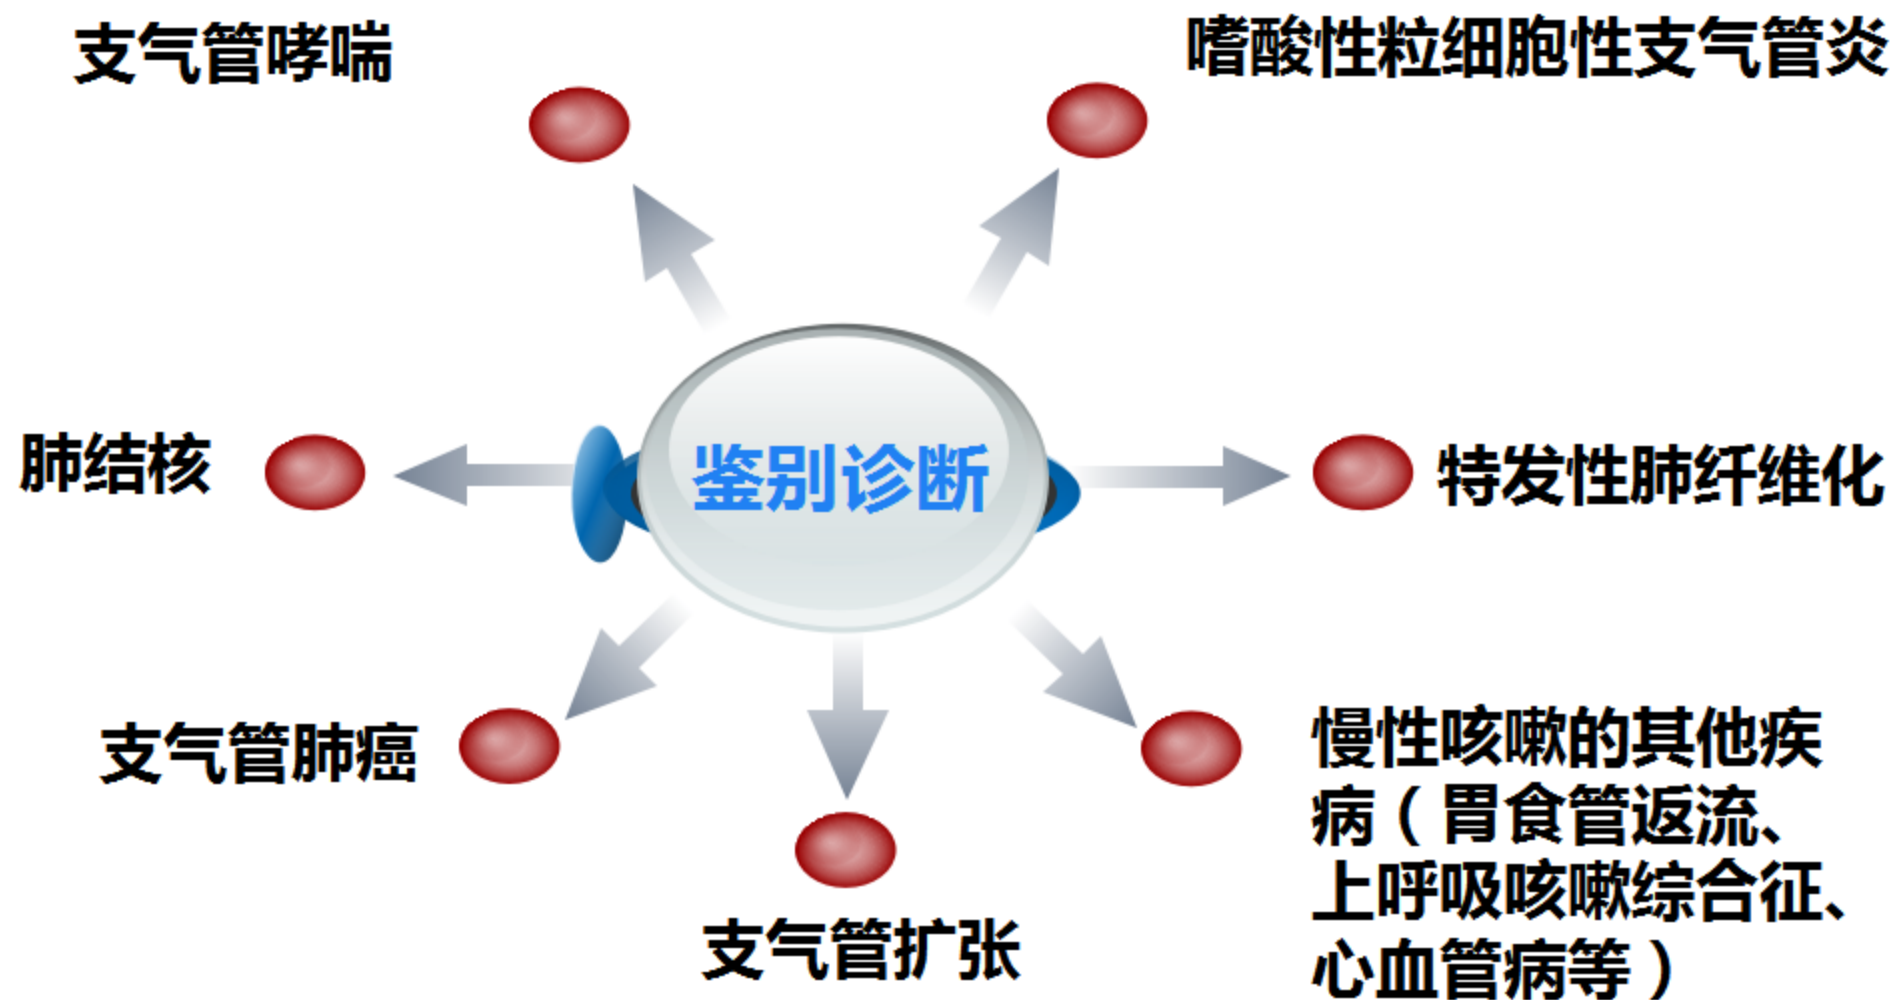 支气管哮喘
嗜酸性粒细胞性支气管炎
肺结核
鉴别诊断
特发性肺纤维化
支气管肺癌
慢性咳嗽的其他疾
病（胃食管返流、
上呼吸咳嗽综合征、
心血管病等）
支气管扩张